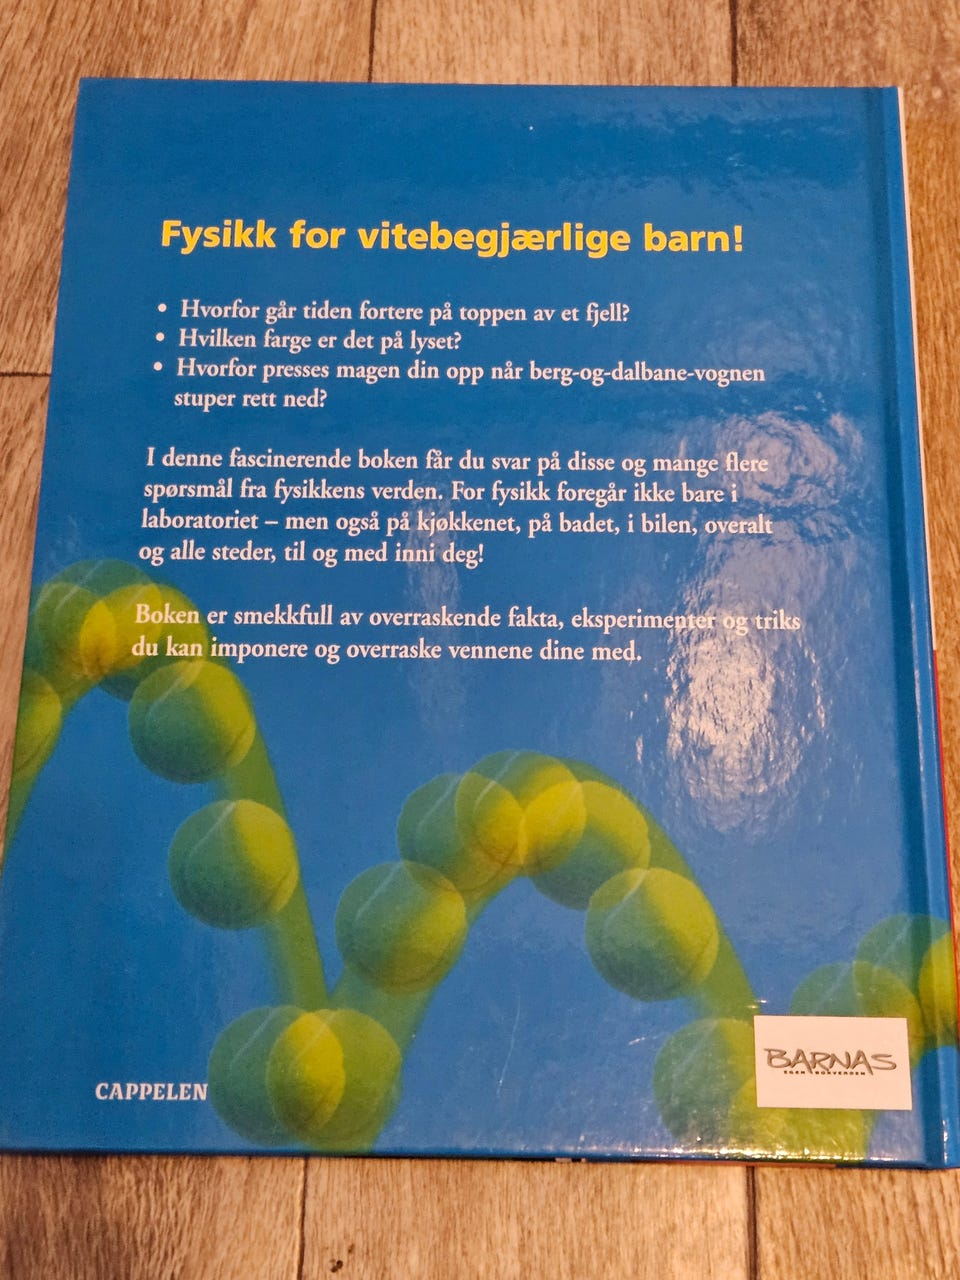 Fysikk for vitebegjærlige barn!
• Hvorfor går tiden fortere på toppen av et fjell?
• Hvilken farge er det på lyset?
• Hvorfor presses magen din opp når berg-og-dalbane-vognen
stuper rett ned?
I denne fascinerende boken får du svar på disse og mange flere
spørsmål fra fysikkens verden. For fysikk foregår ikke bare i
laboratoriet – men også på kjøkkenet, på badet, i bilen, overalt
og alle steder, til og med inni deg!
Boken er smekkfull av overraskende fakta, eksperimenter og triks
du kan imponere og overraske vennene dine med.
CAPPELEN
BARNAS
EGEN BOKVERDEN